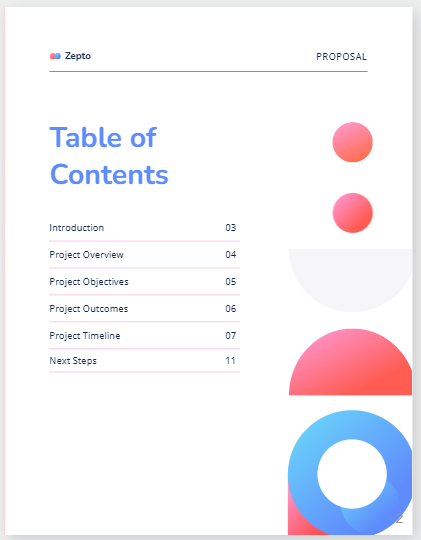 Zepto PROPOSAL
Table of
Contents
Introduction 03
Project Overview 04
Project Objectives 05
Project Outcomes 06
Project Timeline 07
Next Steps 11
2